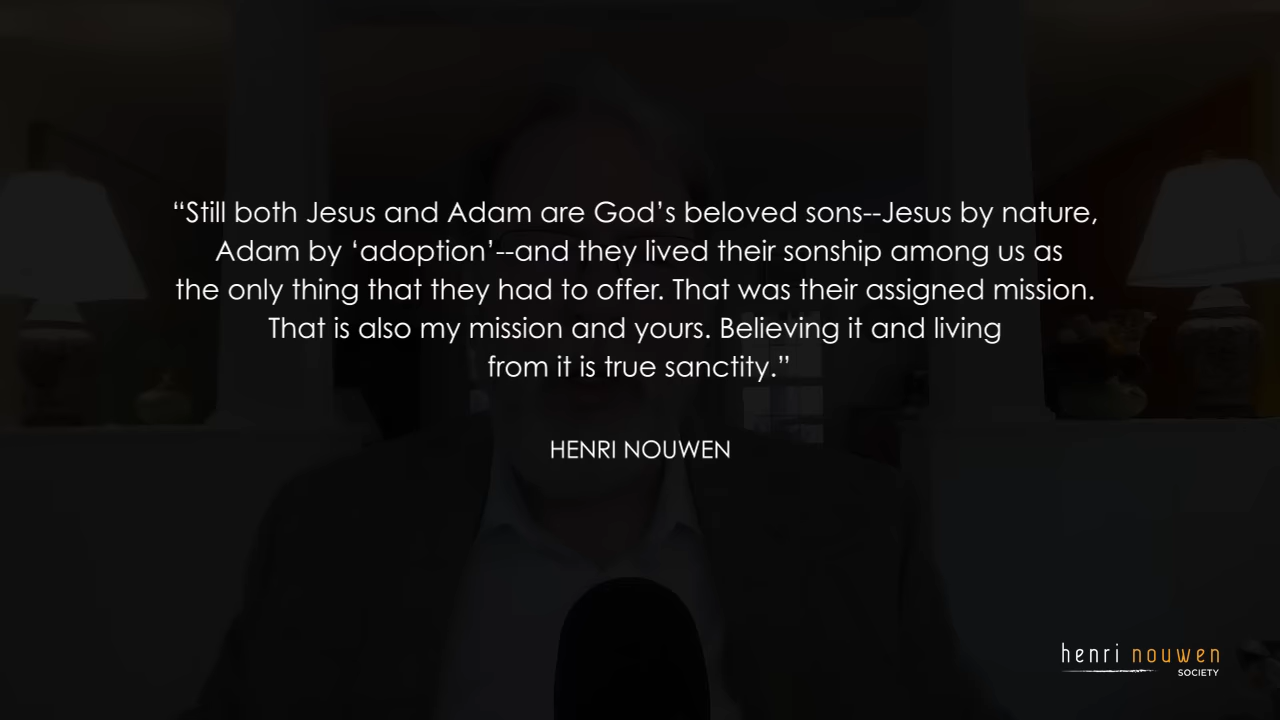 “Still both Jesus and Adam are God’s beloved sons--Jesus by nature,
Adam by ‘adoption’--and they lived their sonship among us as
the only thing that they had to offer. That was their assigned mission.
That is also my mission and yours. Believing it and living
from it is true sanctity.”
HENRI NOUWEN
henri nouwen
SOCIETY